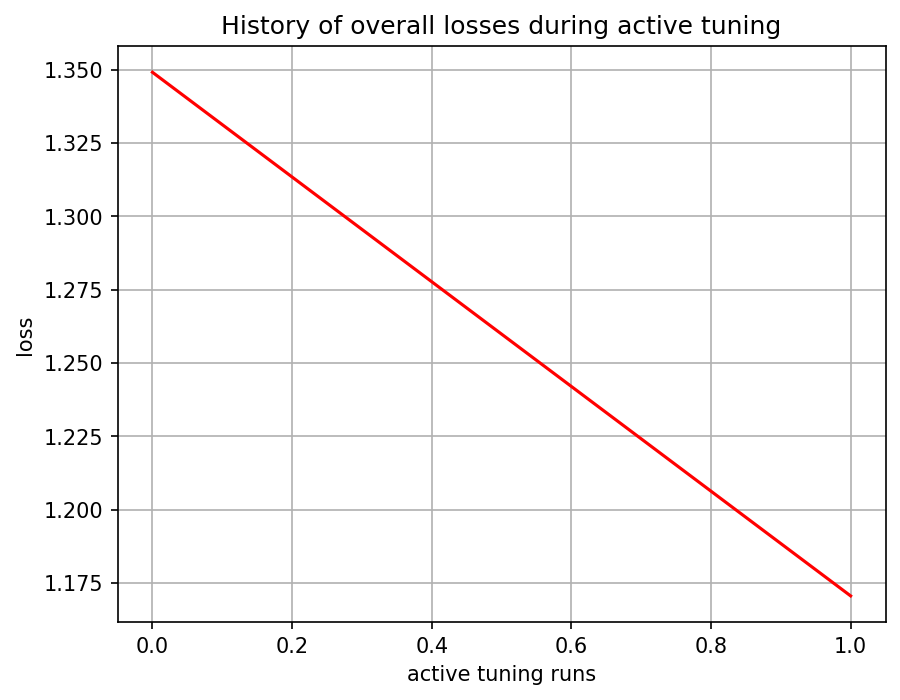 History of overall losses during active tuning
1.350
1.325
1.300
1.275
1.250
1.225
1.200
1.175
loss
0.0 0.2 0.4 0.6 0.8 1.0
active tuning runs